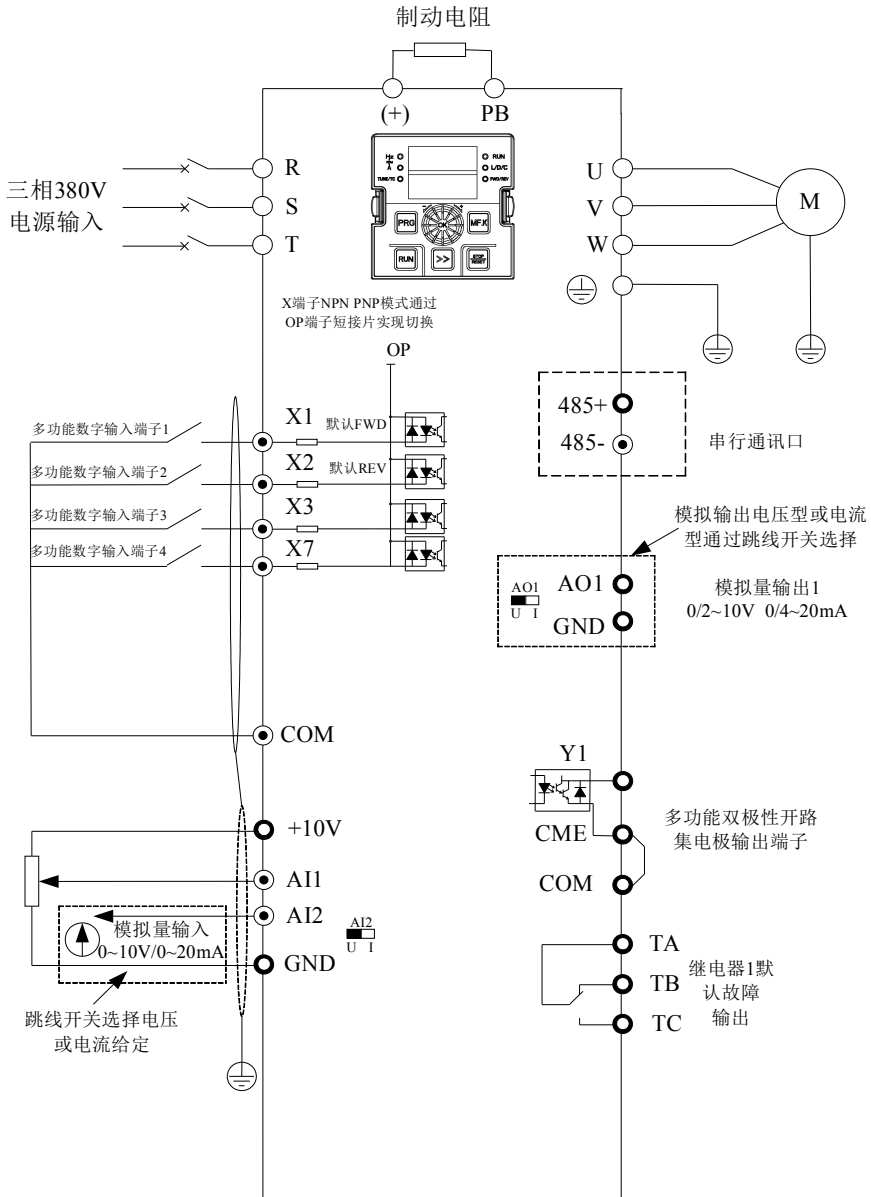 制动电阻
(+)
PB
三相380V
电源输入
R
S
T
Hz
A
TUNE/TC
RUN
L/D/C
FWD/REV
PRG
OK
MF.K
RUN
>>
STOP
RESET
U
V
W
M
X端子NPN PNP模式通过
OP端子短接片实现切换
OP
多功能数字输入端子1
X1
默认FWD
多功能数字输入端子2
X2
默认REV
多功能数字输入端子3
X3
多功能数字输入端子4
X7
COM
485+
485-
串行通讯口
模拟输出电压型或电流
型通过跳线开关选择
AO1
U I
AO1
GND
模拟量输出1
0/2~10V 0/4~20mA
Y1
CME
COM
多功能双极性开路
集电极输出端子
+10V
AI1
AI2
GND
AI2
U I
模拟量输入
0~10V/0~20mA
跳线开关选择电压
或电流给定
TA
TB
TC
继电器1默
认故障
输出